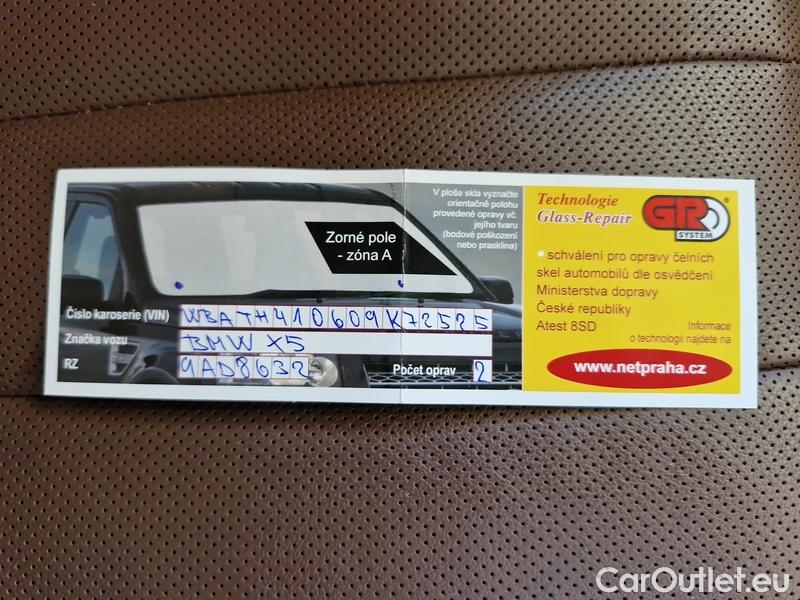 V ploše skla vyznačte
orientačně polohu
provedené opravy vč.
jejího tvaru
(bodové poškození
nebo prasklina)
Zorné pole
- zóna A
Číslo karoserie (VIN) WBATH410609K72525
Značka vozu BMW X5
RZ 9AD8632
Počet oprav 2
Technologie
Glass-Repair
GR
SYSTEM
®
• schválení pro opravy čelních
skel automobilů dle osvědčení
Ministerstva dopravy
České republiky
Atest 8SD
Informace
o technologii najdete na
www.netpraha.cz
CarOutlet.eu